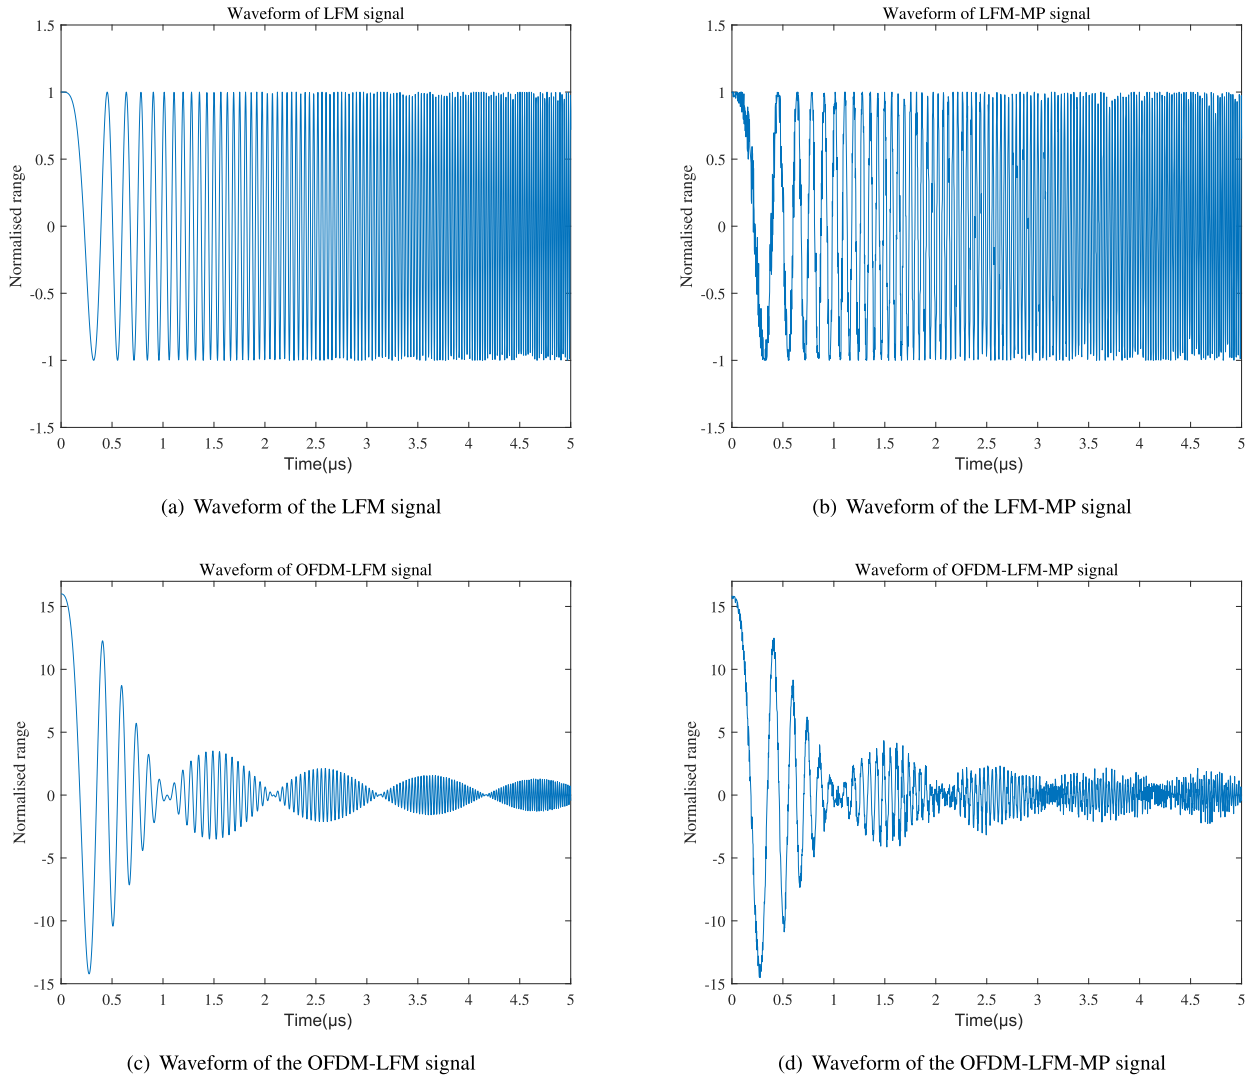 Waveform of LFM signal
1.5
1
0.5
0
-0.5
-1
-1.5
Normalised range
0 0.5 1 1.5 2 2.5 3 3.5 4 4.5 5
Time(μs)
(a) Waveform of the LFM signal
Waveform of LFM-MP signal
1.5
1
0.5
0
-0.5
-1
-1.5
Normalised range
0 0.5 1 1.5 2 2.5 3 3.5 4 4.5 5
Time(μs)
(b) Waveform of the LFM-MP signal
Waveform of OFDM-LFM signal
15
10
5
0
-5
-10
-15
Normalised range
0 0.5 1 1.5 2 2.5 3 3.5 4 4.5 5
Time(μs)
(c) Waveform of the OFDM-LFM signal
Waveform of OFDM-LFM-MP signal
15
10
5
0
-5
-10
-15
Normalised range
0 0.5 1 1.5 2 2.5 3 3.5 4 4.5 5
Time(μs)
(d) Waveform of the OFDM-LFM-MP signal